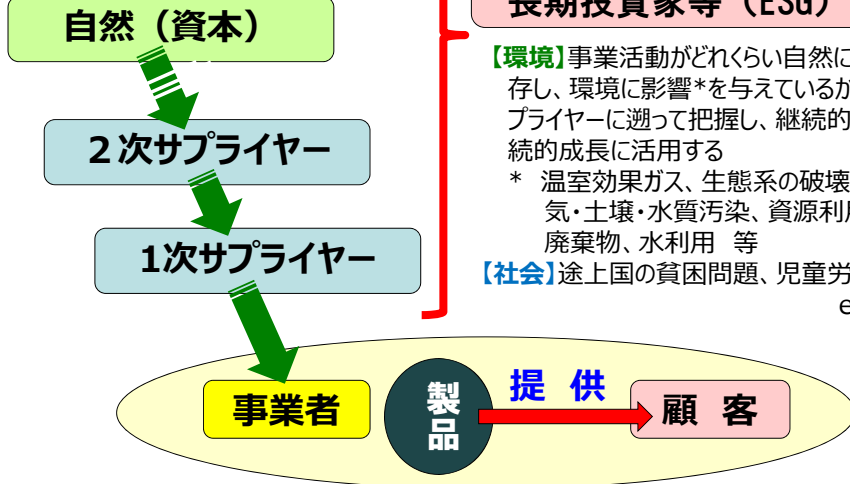 自然（資本）
２次サプライヤー
1次サプライヤー
長期投資家等（ESG）
【環境】事業活動がどれくらい自然に
存し、環境に影響*を与えているか
プライヤーに遡って把握し、継続的
続的成長に活用する
* 温室効果ガス、生態系の破壊
気・土壌・水質汚染、資源利用
廃棄物、水利用 等
【社会】途上国の貧困問題、児童労
e
事業者
製品
提 供
顧 客